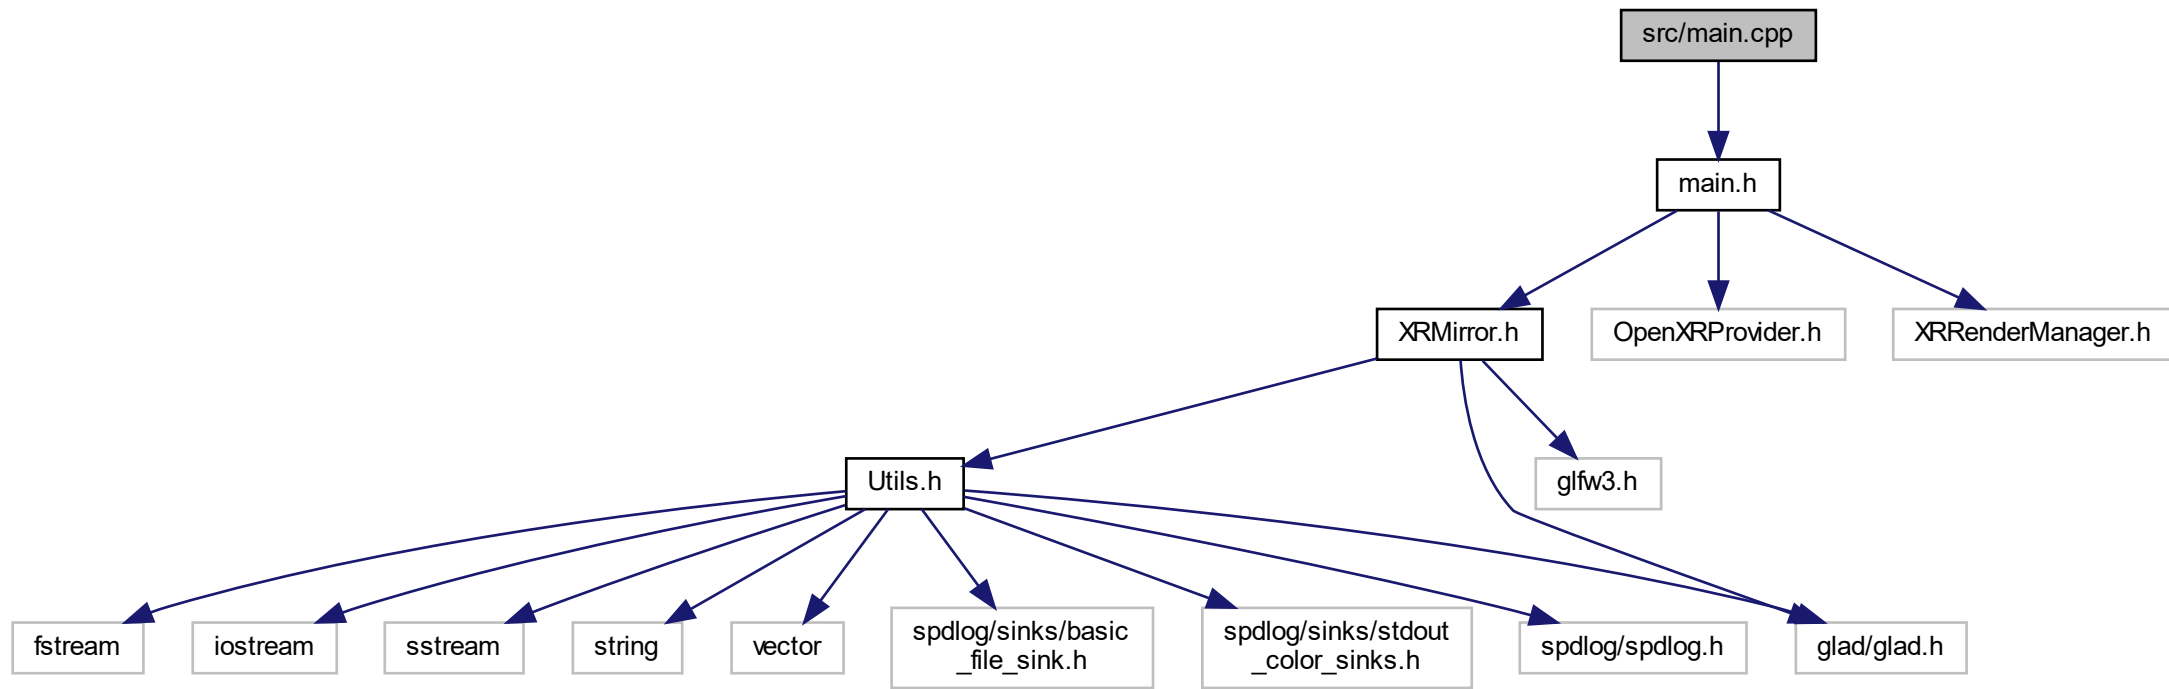 src/main.cpp
main.h
XRMirror.h
OpenXRProvider.h
XRRenderManager.h
Utils.h
glfw3.h
fstream
iostream
sstream
string
vector
spdlog/sinks/basic
_file_sink.h
spdlog/sinks/stdout
_color_sinks.h
spdlog/spdlog.h
glad/glad.h